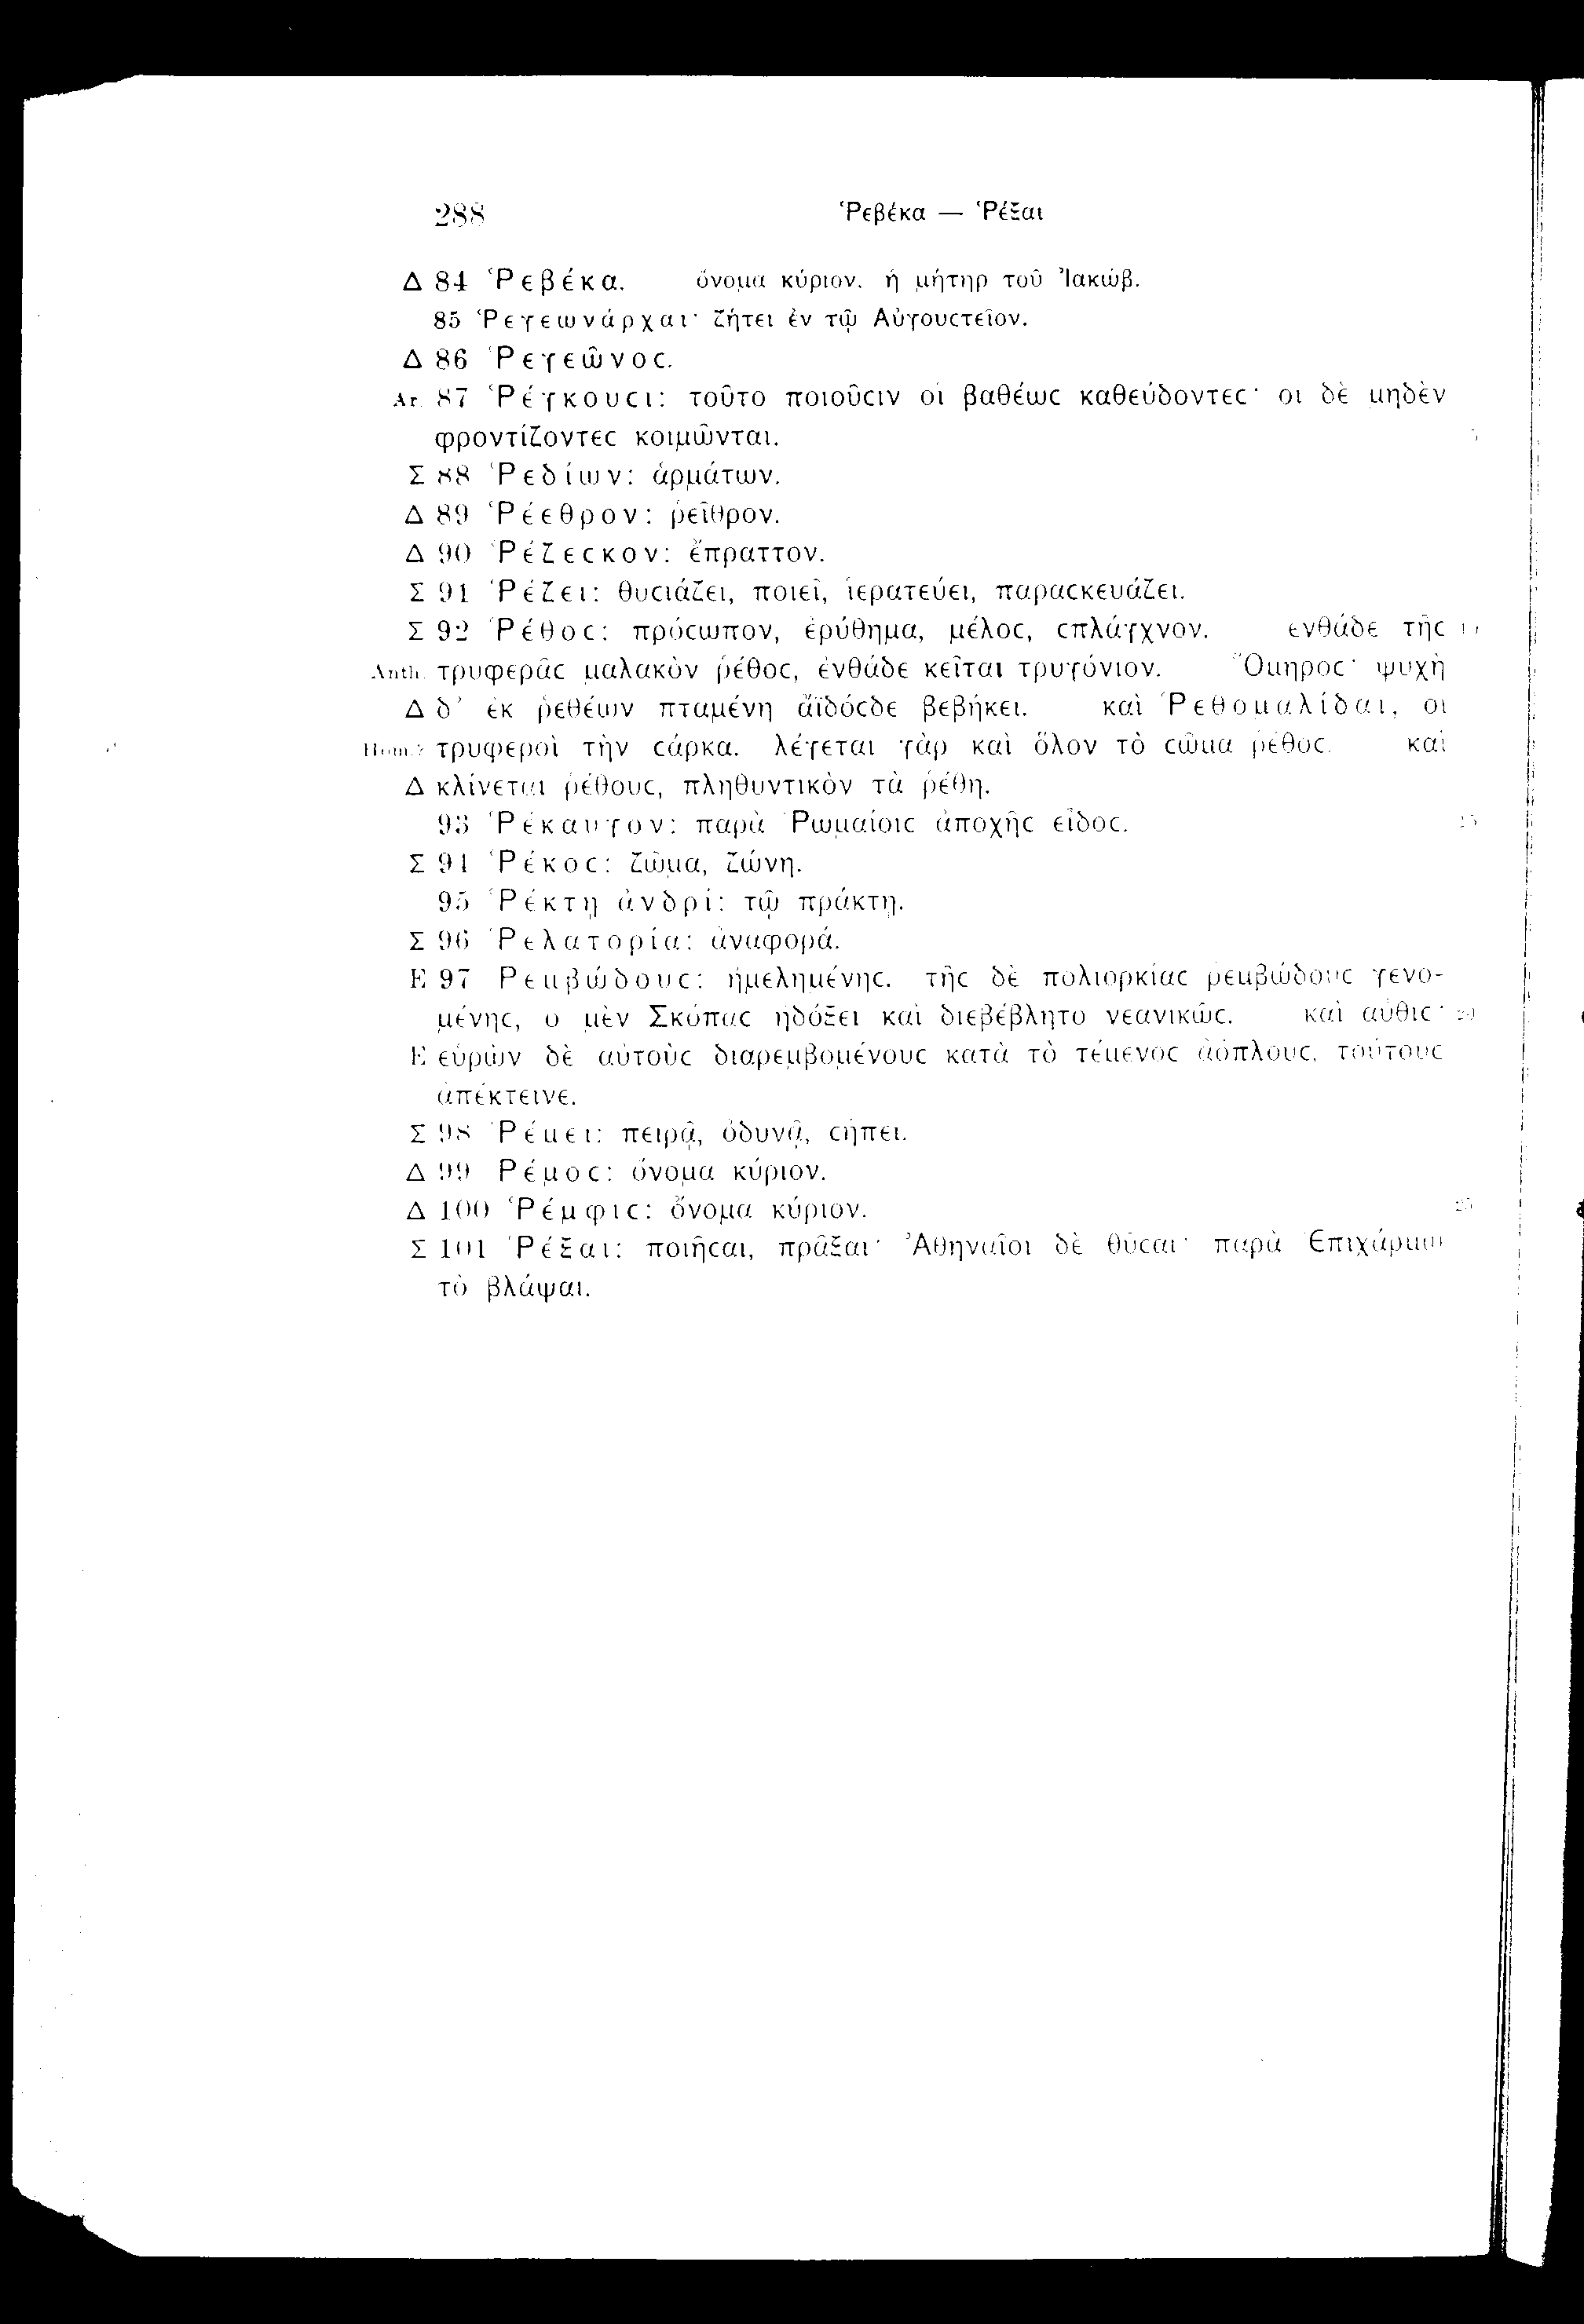 288 Ῥεβέκα — Ῥέξαι
Δ 84 Ῥεβέκα. ὄνομα κύριον. ἡ μήτηρ τοῦ Ἰακώβ.
85 Ῥεγεωνάρχαι· ζήτει ἐν τῷ Αὐγουϲτεῖον.
Δ 86 Ῥεγεῶνοϲ.
Ar. 87 Ῥέγκουϲι: τοῦτο ποιοῦϲιν οἱ βαθέωϲ καθεύδοντεϲ· οἱ δὲ μηδὲν
φροντίζοντεϲ κοιμῶνται. 5
Σ 88 Ῥεδίων: ἁρμάτων.
Δ 89 Ῥέεθρον: ῥεῖθρον.
Δ 90 Ῥέζεϲκον: ἔπραττον.
Σ 91 Ῥέζει: θυϲιάζει, ποιεῖ, ἱερατεύει, παραϲκευάζει.
Σ 92 Ῥέθοϲ: πρόϲωπον, ἐρύθημα, μέλοϲ, ϲπλάγχνον. ἐνθάδε τῆϲ
Anth. τρυφερᾶϲ μαλακὸν ῥέθοϲ, ἐνθάδε κεῖται τρυγόνιον. Ὅμηροϲ· ψυχὴ
Δ δ’ ἐκ ῥεθέων πταμένη ἄϊδόϲδε βεβήκει. καὶ Ῥεθομαλίδαι, οἱ
Hom.? τρυφεροὶ τὴν ϲάρκα. λέγεται γὰρ καὶ ὅλον τὸ ϲῶμα ῥέθοϲ. καὶ
Δ κλίνεται ῥέθουϲ, πληθυντικὸν τὰ ῥέθη.
93 Ῥέκαυτον: παρὰ Ῥωμαίοιϲ ἀποχῆϲ εἶδοϲ. 15
Σ 94 Ῥέκοϲ: ζῶμα, ζώνη.
95 Ῥέκτῃ ἀνδρί: τῷ πράκτῃ.
Σ 96 Ῥελατορία: ἀναφορά.
E 97 Ῥεμβώδουϲ: ἠμελημένηϲ. τῆϲ δὲ πολιορκίαϲ ῥεμβώδουϲ γενο-
μένηϲ, ὁ μὲν Σκόπαϲ ἠδόξει καὶ διεβέβλητο νεανικῶϲ. καὶ αὖθιϲ· 20
E εὑρὼν δὲ αὐτοὺϲ διαρεμβομένουϲ κατὰ τὸ τέμενοϲ ἀόπλουϲ, τούτουϲ
ἀπέκτεινε.
Σ 98 Ῥέμει: πειρᾷ, ὀδυνᾷ, ϲήπει.
Δ 99 Ῥέμοϲ: ὄνομα κύριον.
Δ 100 Ῥέμφιϲ: ὄνομα κύριον. 25
Σ 101 Ῥέξαι: ποιῆϲαι, πρᾶξαι· Ἀθηναῖοι δὲ θῦϲαι· παρὰ Ἐπιχάρμῳ
τὸ βλάψαι.